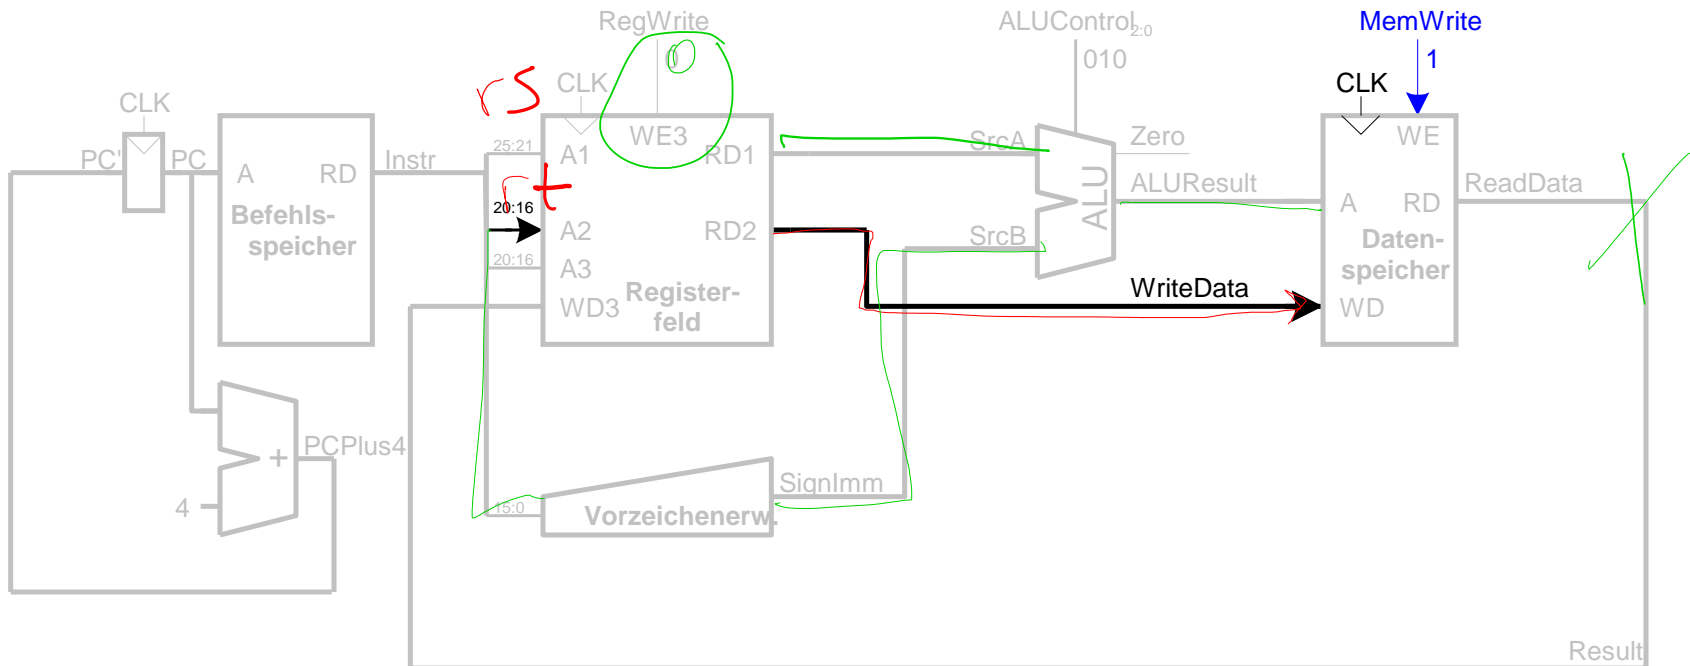 RegWrite
ALUControl2:0
MemWrite
0
010
1
rs
CLK
CLK
CLK
WE3
WE
PC'
PC
A
RD
Instr
25:21
A1
RD1
SrcA
Zero
rt
20:16
A2
RD2
SrcB
ALU
ALUResult
A
RD
ReadData
Befehls-
speicher
20:16
A3
WD3
Register-
feld
WriteData
Daten-
speicher
WD
+
PCPlus4
4
15:0
SignImm
Vorzeichenerw.
Result